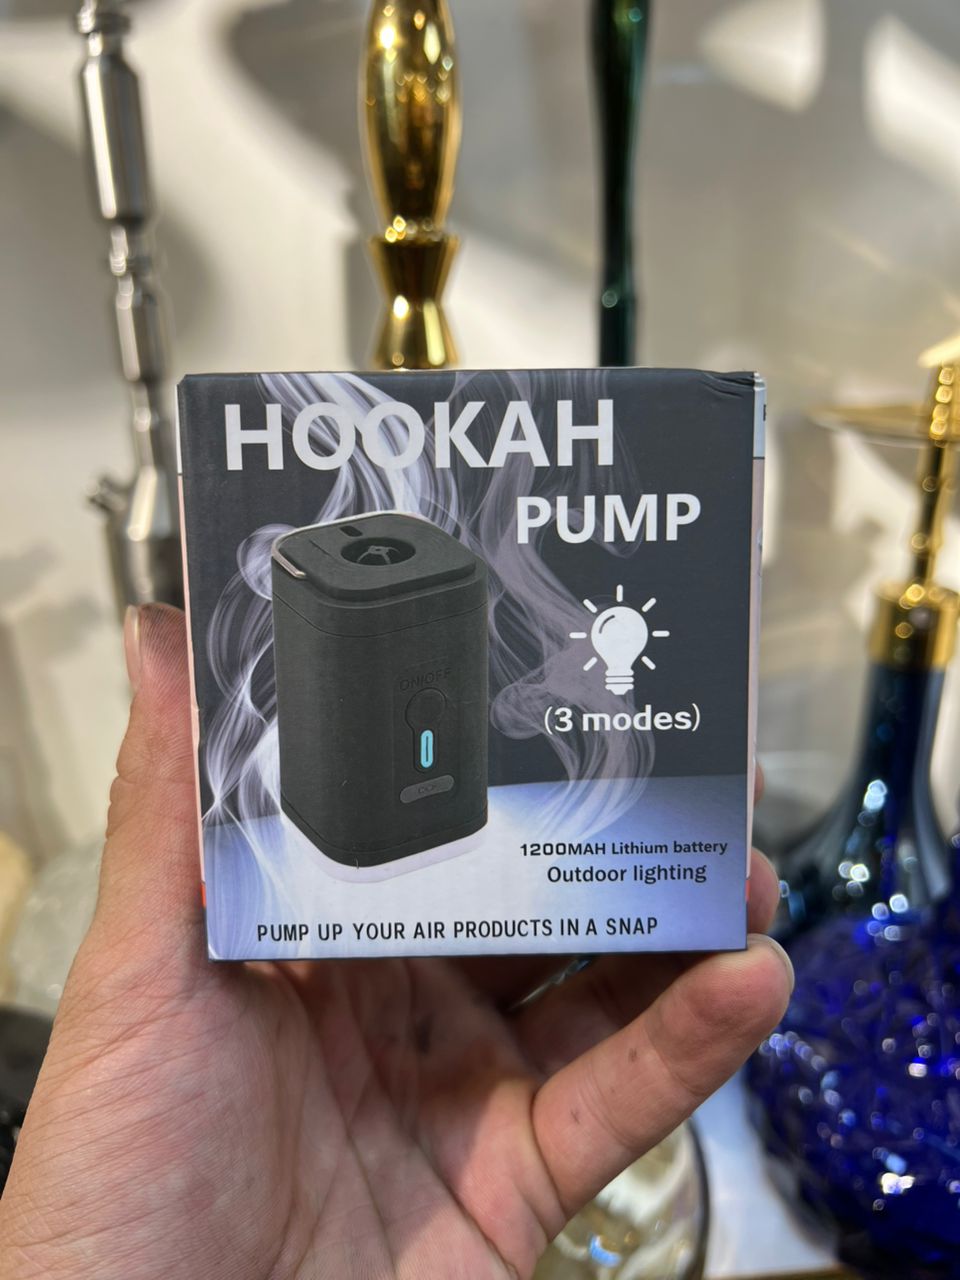 HOOKAH
PUMP
ON/OFF
(3 modes)
1200MAH Lithium battery
Outdoor lighting
PUMP UP YOUR AIR PRODUCTS IN A SNAP